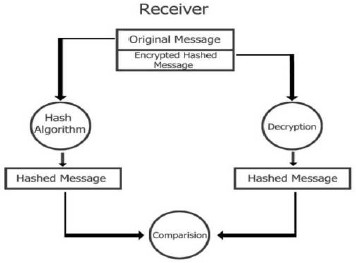 Receiver
Original Message
Encrypted Hashed
Message
Hash
Algorithm
Decryption
Hashed Message
Hashed Message
Comparision